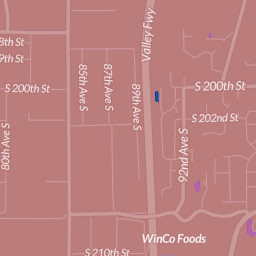 Valley Fwy
8th St
9th St
S 200th St
S 200th St
85th Ave S
87th Ave S
89th Ave S
S 202nd St
80th Ave S
92nd Ave S
WinCo Foods
S 210th St